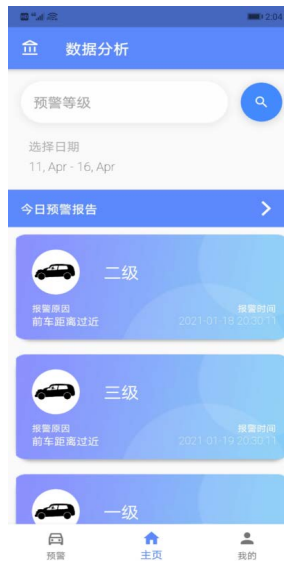 2:04
数据分析
预警等级
选择日期
11, Apr - 16, Apr
今日预警报告
二级
报警原因
报警时间
前车距离过近
2021-01-18 20:30:11
三级
报警原因
报警时间
前车距离过近
2021-01-19 20:30:11
一级
预警
主页
我的